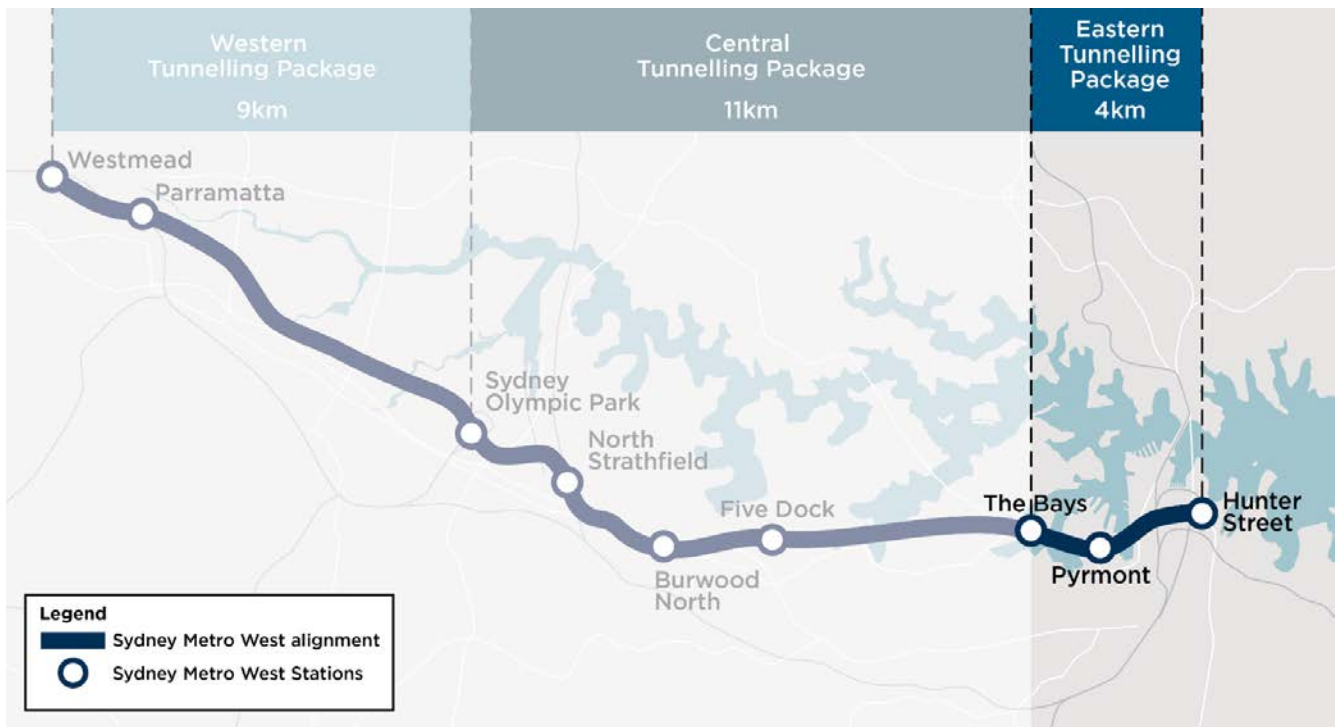 Western
Tunnelling Package
9km
Central
Tunnelling Package
11km
Eastern
Tunnelling
Package
4km
Westmead
Parramatta
Sydney
Olympic Park
North
Strathfield
Burwood
North
Five Dock
The Bays
Pyrmont
Hunter
Street
Legend
Sydney Metro West alignment
Sydney Metro West Stations